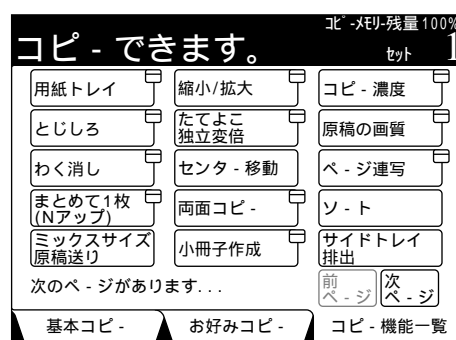 コピ-メモリ-残量100%
コピ-できます。
セット 1
用紙トレイ
縮小/拡大
コピ-濃度
とじしろ
たてよこ
独立変倍
原稿の画質
わく消し
センタ-移動
ペ-ジ連写
まとめて1枚
(Nアップ)
両面コピ-
ソ-ト
ミックスサイズ
原稿送り
小冊子作成
サイドトレイ
排出
次のペ-ジがあります...
前
ペ-ジ
次
ペ-ジ
基本コピ-
お好みコピ-
コピ-機能一覧